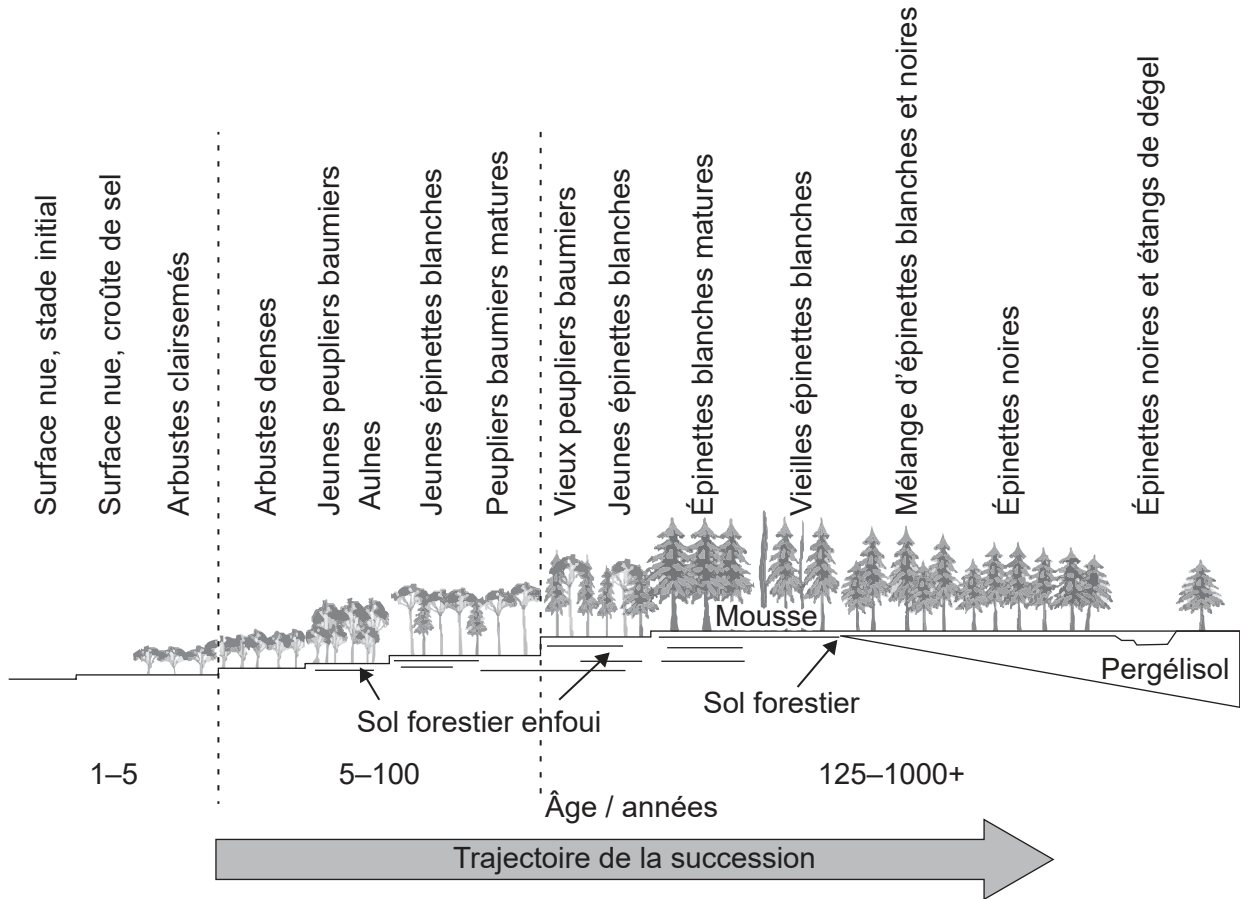 Surface nue, stade initial
Surface nue, croûte de sel
Arbustes clairsemés
Arbustes denses
Jeunes peupliers baumiers
Aulnes
Jeunes épinettes blanches
Peupliers baumiers matures
Vieux peupliers baumiers
Jeunes épinettes blanches
Épinettes blanches matures
Vieilles épinettes blanches
Mélange d'épinettes blanches et noires
Épinettes noires
Épinettes noires et étangs de dégel
Mousse
Pergélisol
Sol forestier enfoui
Sol forestier
1–5
5–100
125–1000+
Âge / années
Trajectoire de la succession